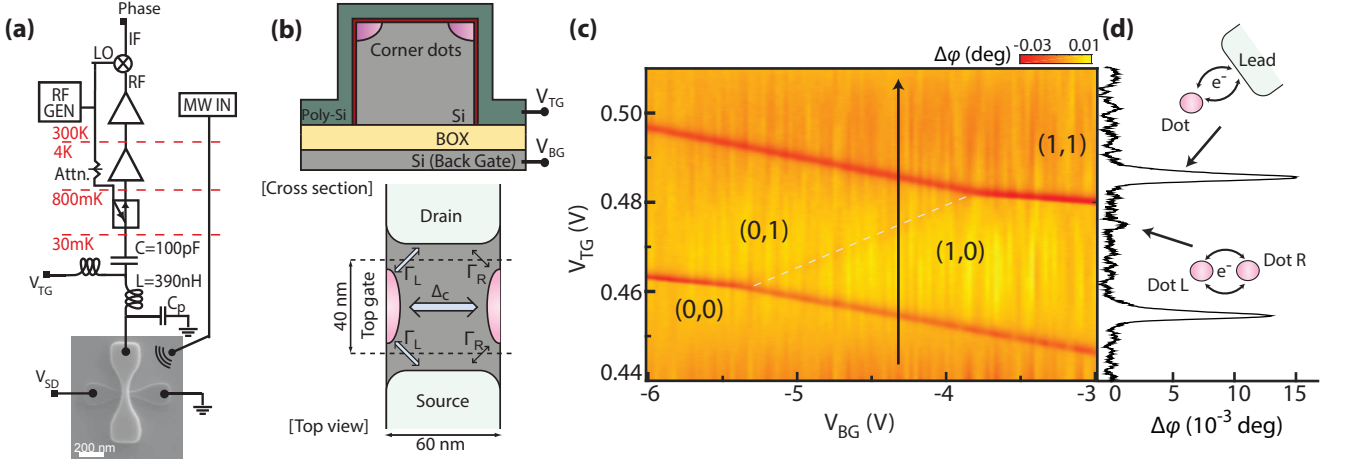 (a)
Phase
IF
LO
RF
RF
GEN
MW IN
300K
4K
Attn.
800mK
30mK
C=100pF
V_TG
L=390nH
C_p
V_SD
200 nm
(b)
Corner dots
Poly-Si
Si
V_TG
BOX
V_BG
Si (Back Gate)
[Cross section]
Drain
Γ_L
Γ_R
Δ_C
40 nm
Top gate
Γ_L
Γ_R
Source
[Top view]
60 nm
(c)
Δφ (deg)
-0.03
0.01
0.50
0.48
0.46
0.44
V_TG (V)
(1,1)
(0,1)
(1,0)
(0,0)
-6
-5
-4
-3
V_BG (V)
(d)
Lead
e⁻
Dot
Dot R
e⁻
Dot L
0
5
10
15
Δφ (10⁻³ deg)